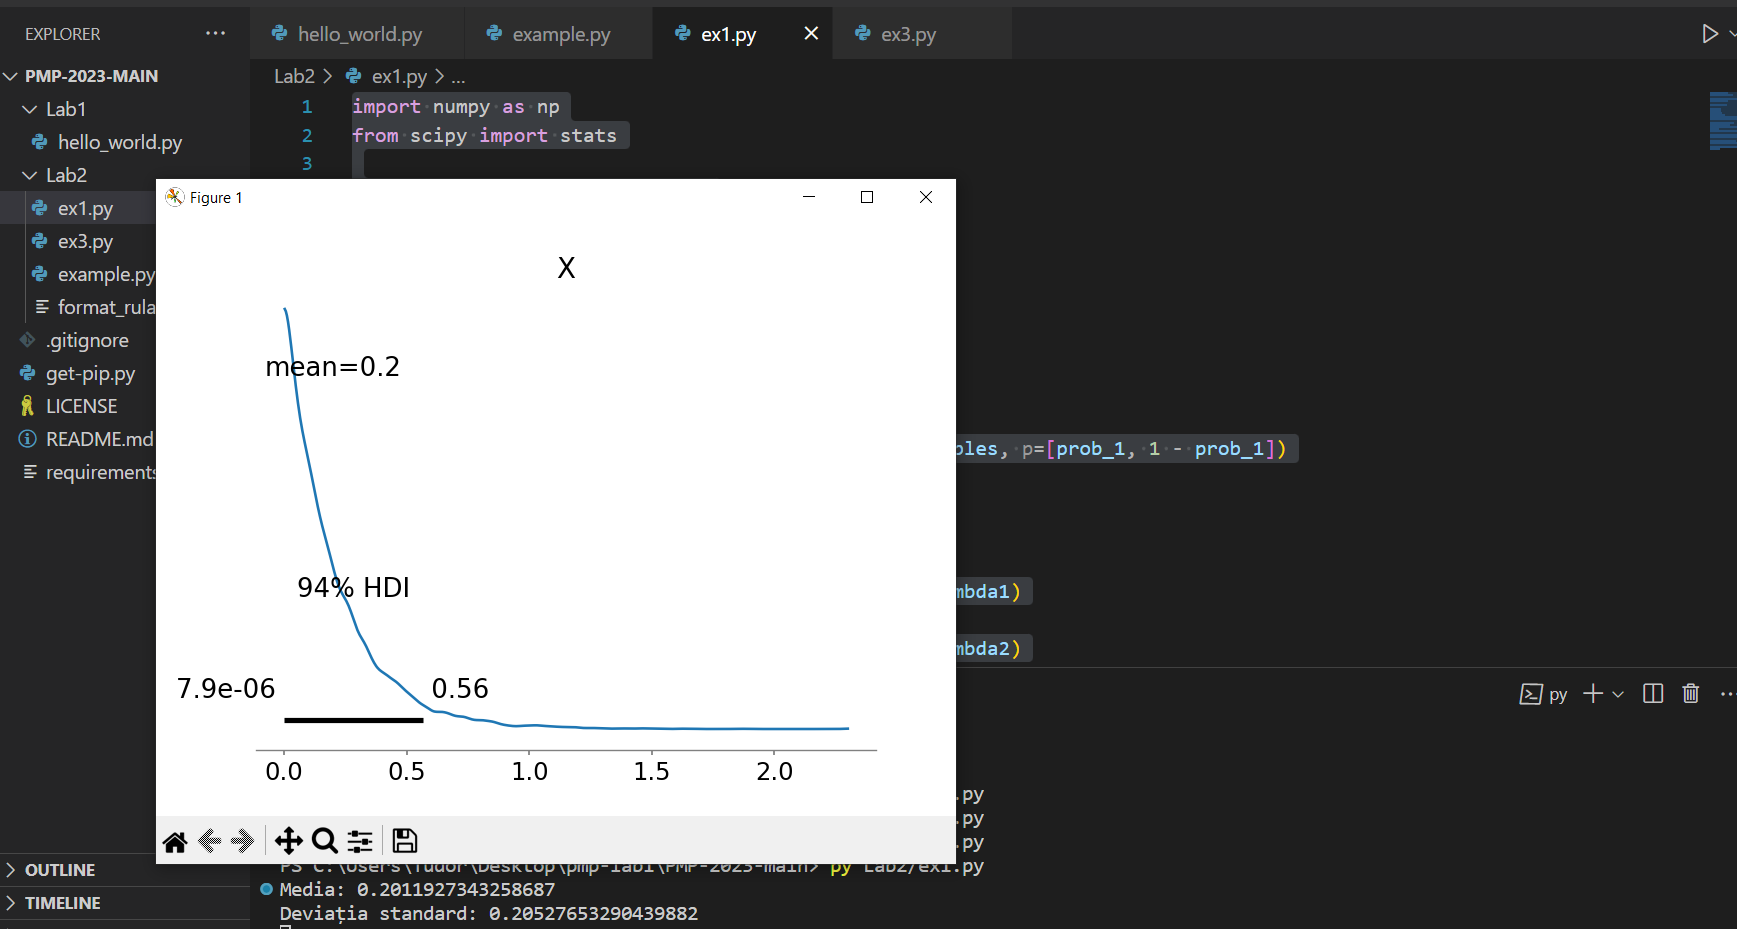 EXPLORER ···
hello_world.py example.py ex1.py ex3.py
PMP-2023-MAIN
Lab1
hello_world.py
Lab2
ex1.py
ex3.py
example.py
format_rula
.gitignore
get-pip.py
LICENSE
README.md
requirements
OUTLINE
TIMELINE
Lab2 > ex1.py > ...
1 import numpy as np
2 from scipy import stats
3
bles, p=[prob_1, 1 - prob_1])
mbda1)
mbda2)
Figure 1
X
mean=0.2
94% HDI
7.9e-06 0.56
0.0 0.5 1.0 1.5 2.0
py
.py
.py
.py
PS C:\Users\Tudor\Desktop\pmp-lab1\PMP-2023-main> py Lab2/ex1.py
Media: 0.2011927343258687
Deviația standard: 0.20527653290439882